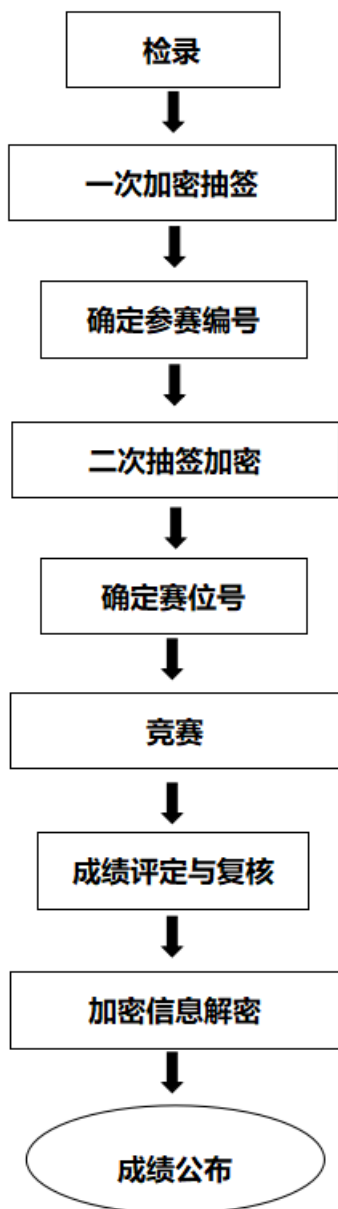 检录
一次加密抽签
确定参赛编号
二次抽签加密
确定赛位号
竞赛
成绩评定与复核
加密信息解密
成绩公布